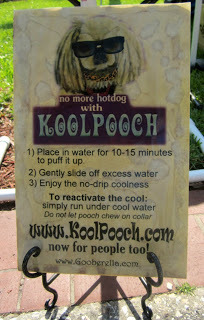 no more hotdog
with
KOOLPOOCH
1) Place in water for 10-15 minutes
to puff it up.
2) Gently slide off excess water
3) Enjoy the no-drip coolness
To reactivate the cool:
simply run under cool water
Do not let pooch chew on collar
www.KoolPooch.com
now for people too!
www.Gooberella.com